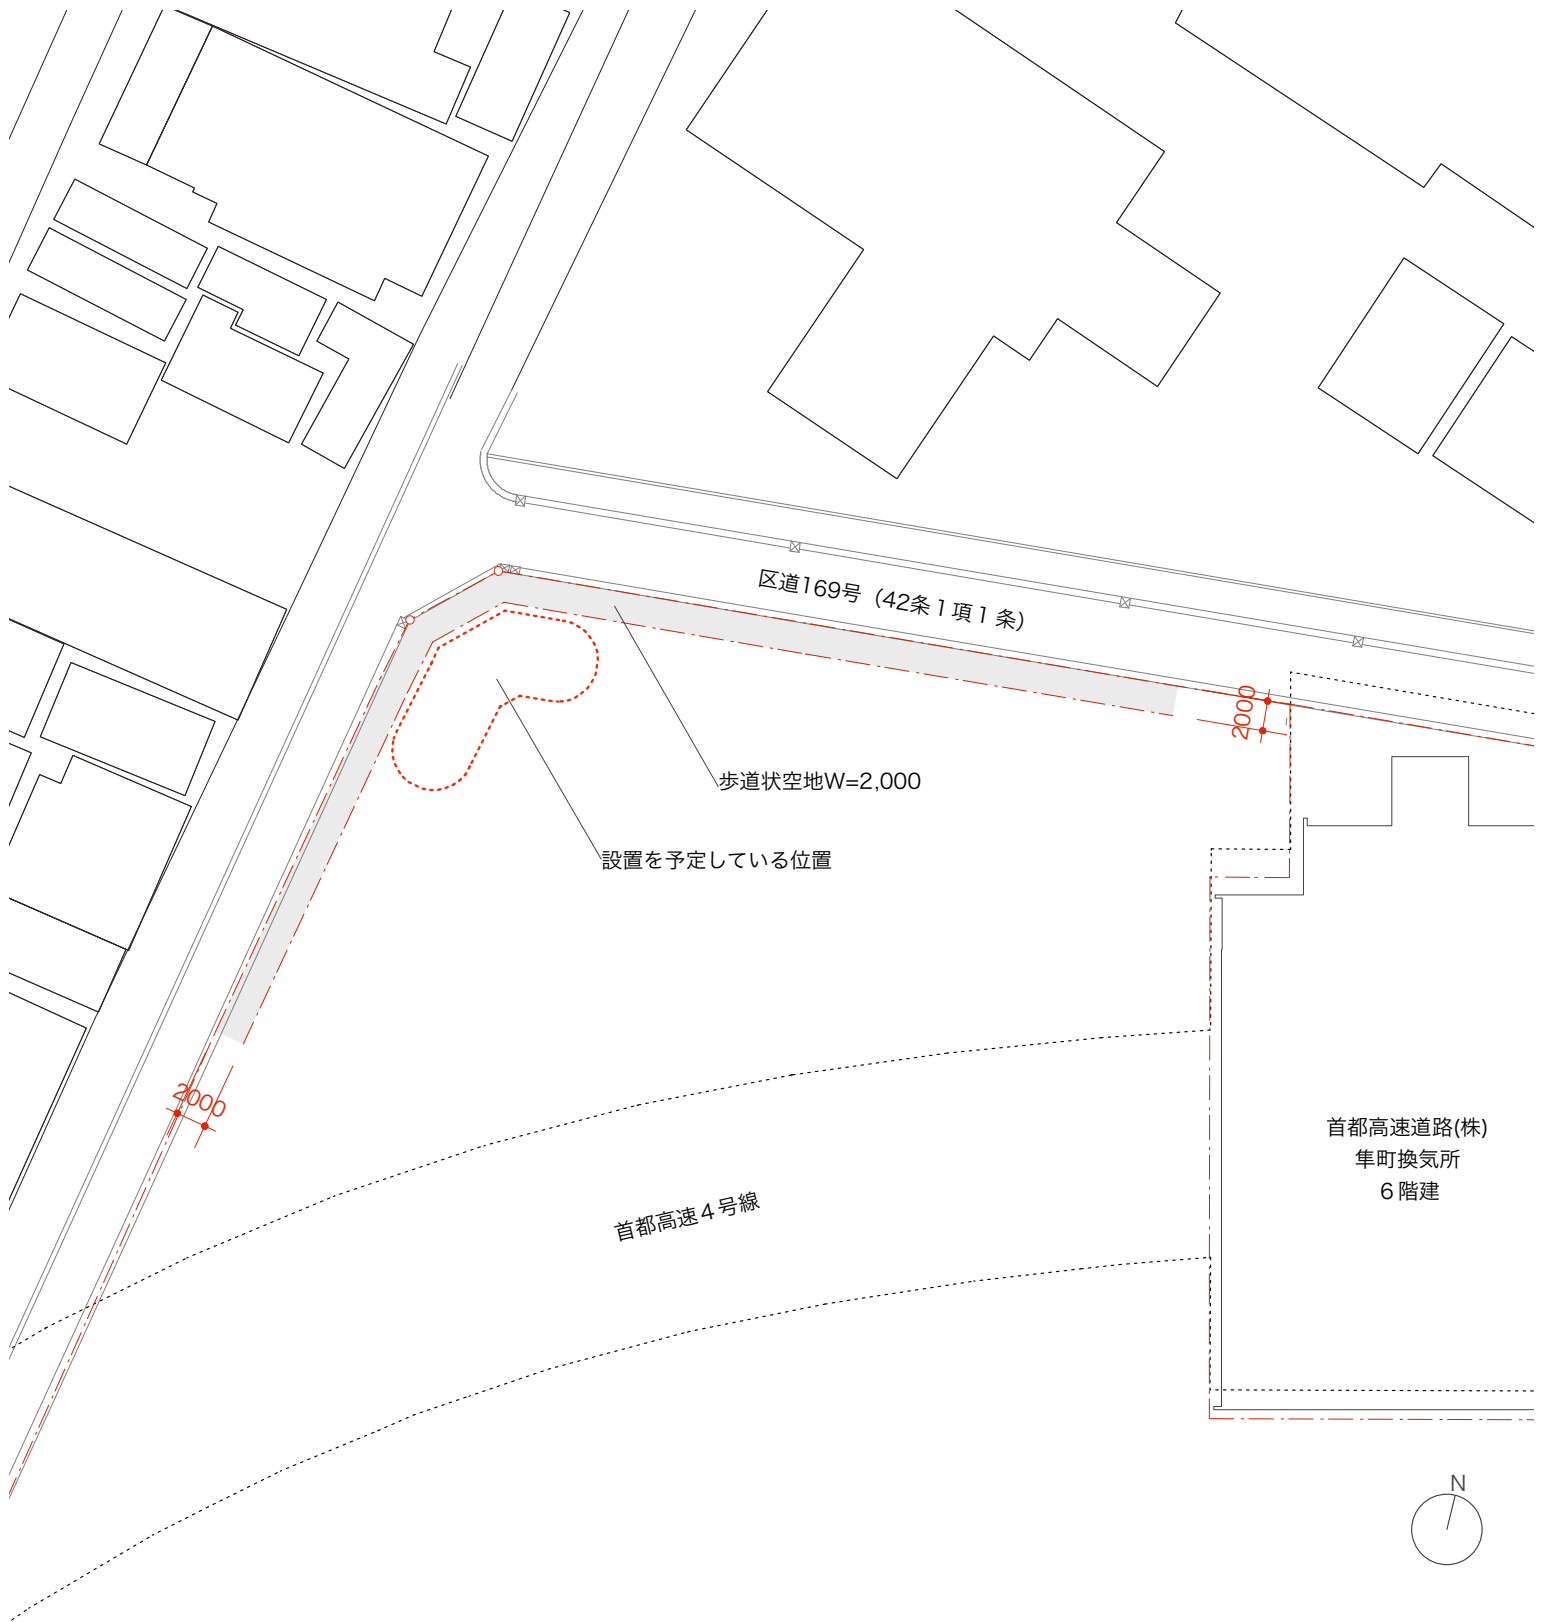 区道169号（42条１項１条）
2000
歩道状空地W=2,000
設置を予定している位置
2000
首都高速道路(株)
隼町換気所
６階建
首都高速４号線
N